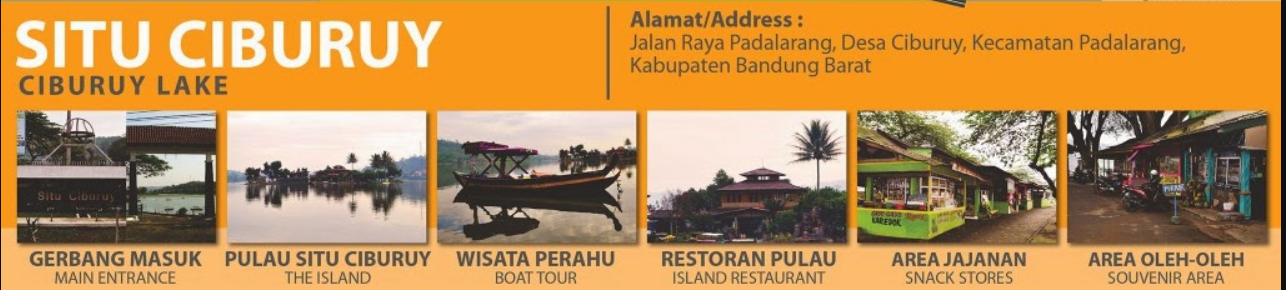 SITU CIBURUY
CIBURUY LAKE
Alamat/Address :
Jalan Raya Padalarang, Desa Ciburuy, Kecamatan Padalarang,
Kabupaten Bandung Barat
Situ Ciburuy
KAREDOK
PARKIR
GERBANG MASUK
MAIN ENTRANCE
PULAU SITU CIBURUY
THE ISLAND
WISATA PERAHU
BOAT TOUR
RESTORAN PULAU
ISLAND RESTAURANT
AREA JAJANAN
SNACK STORES
AREA OLEH-OLEH
SOUVENIR AREA